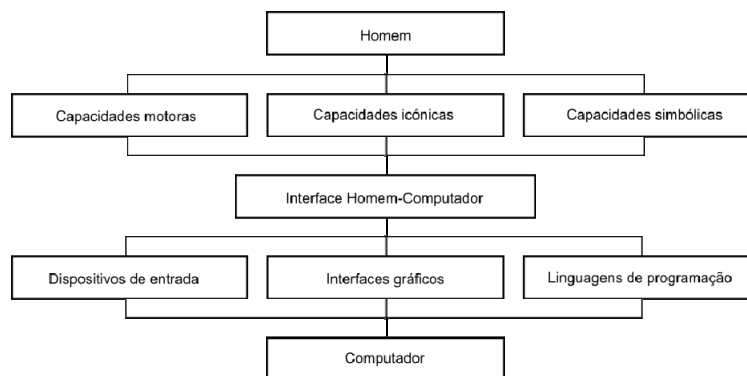 Homem
Capacidades motoras
Capacidades icónicas
Capacidades simbólicas
Interface Homem-Computador
Dispositivos de entrada
Interfaces gráficos
Linguagens de programação
Computador